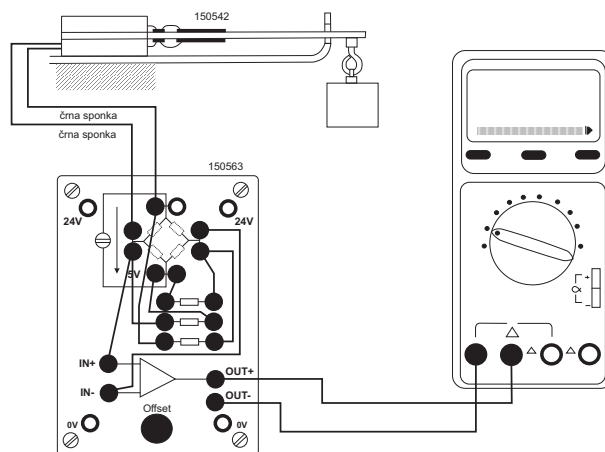 150542
črna sponka
črna sponka
150563
24V
24V
5V
IN+
IN-
OUT+
OUT-
Offset
0V
0V
+
-